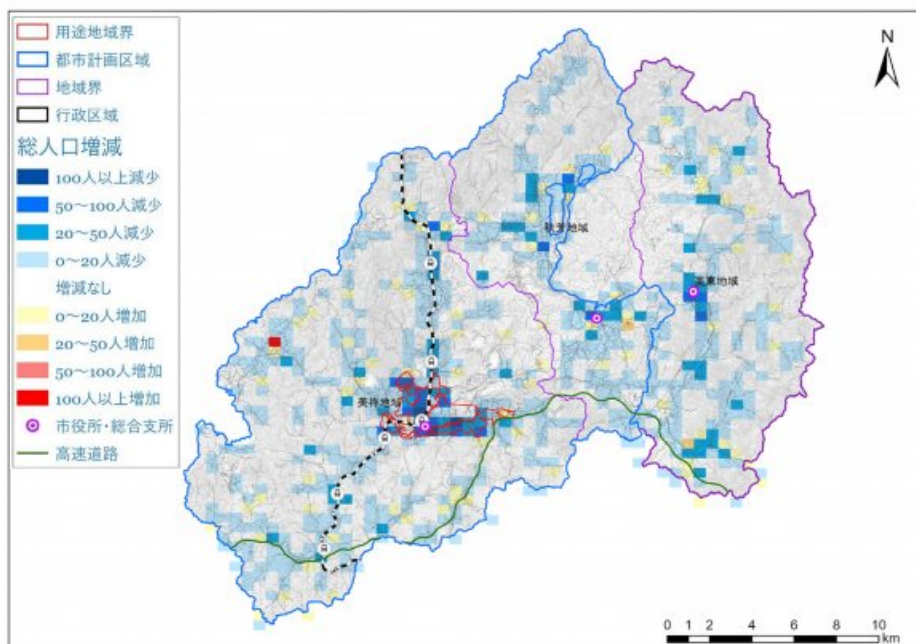 用途地域界
都市計画区域
地域界
行政区域
総人口増減
100人以上減少
50～100人減少
20～50人減少
0～20人減少
増減なし
0～20人増加
20～50人増加
50～100人増加
100人以上増加
市役所・総合支所
高速道路
N
秋芳地域
美東地域
美祢地域
0 1 2 4 6 8 10
km